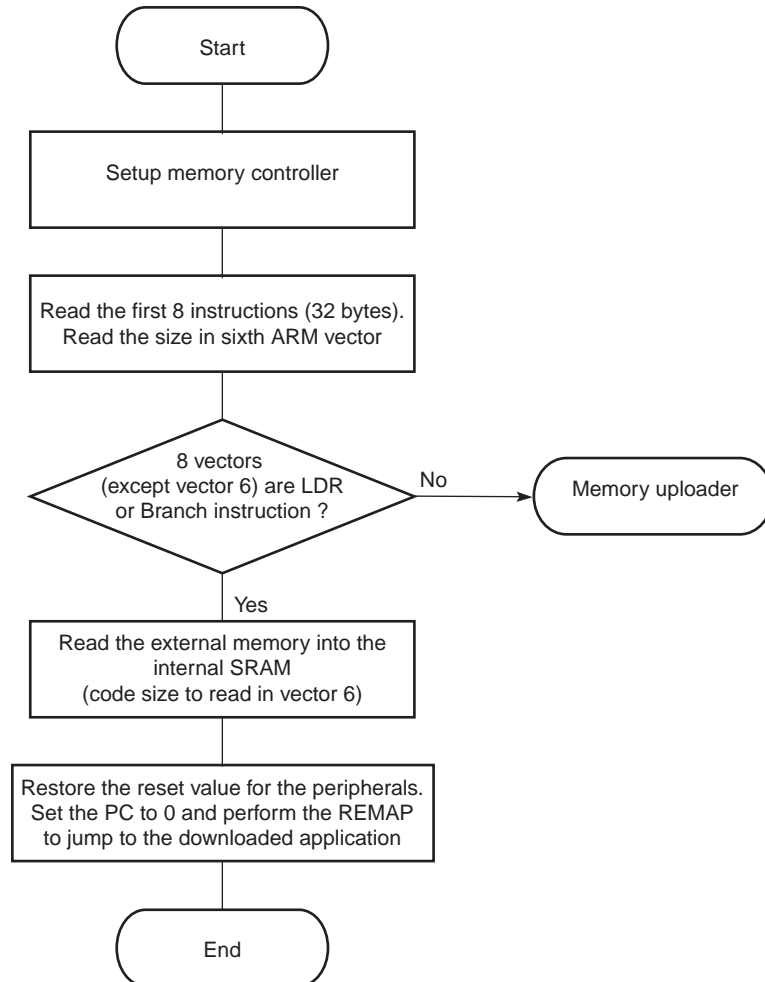 Start
Setup memory controller
Read the first 8 instructions (32 bytes).
Read the size in sixth ARM vector
8 vectors
(except vector 6) are LDR
or Branch instruction ?
No
Memory uploader
Yes
Read the external memory into the
internal SRAM
(code size to read in vector 6)
Restore the reset value for the peripherals.
Set the PC to 0 and perform the REMAP
to jump to the downloaded application
End